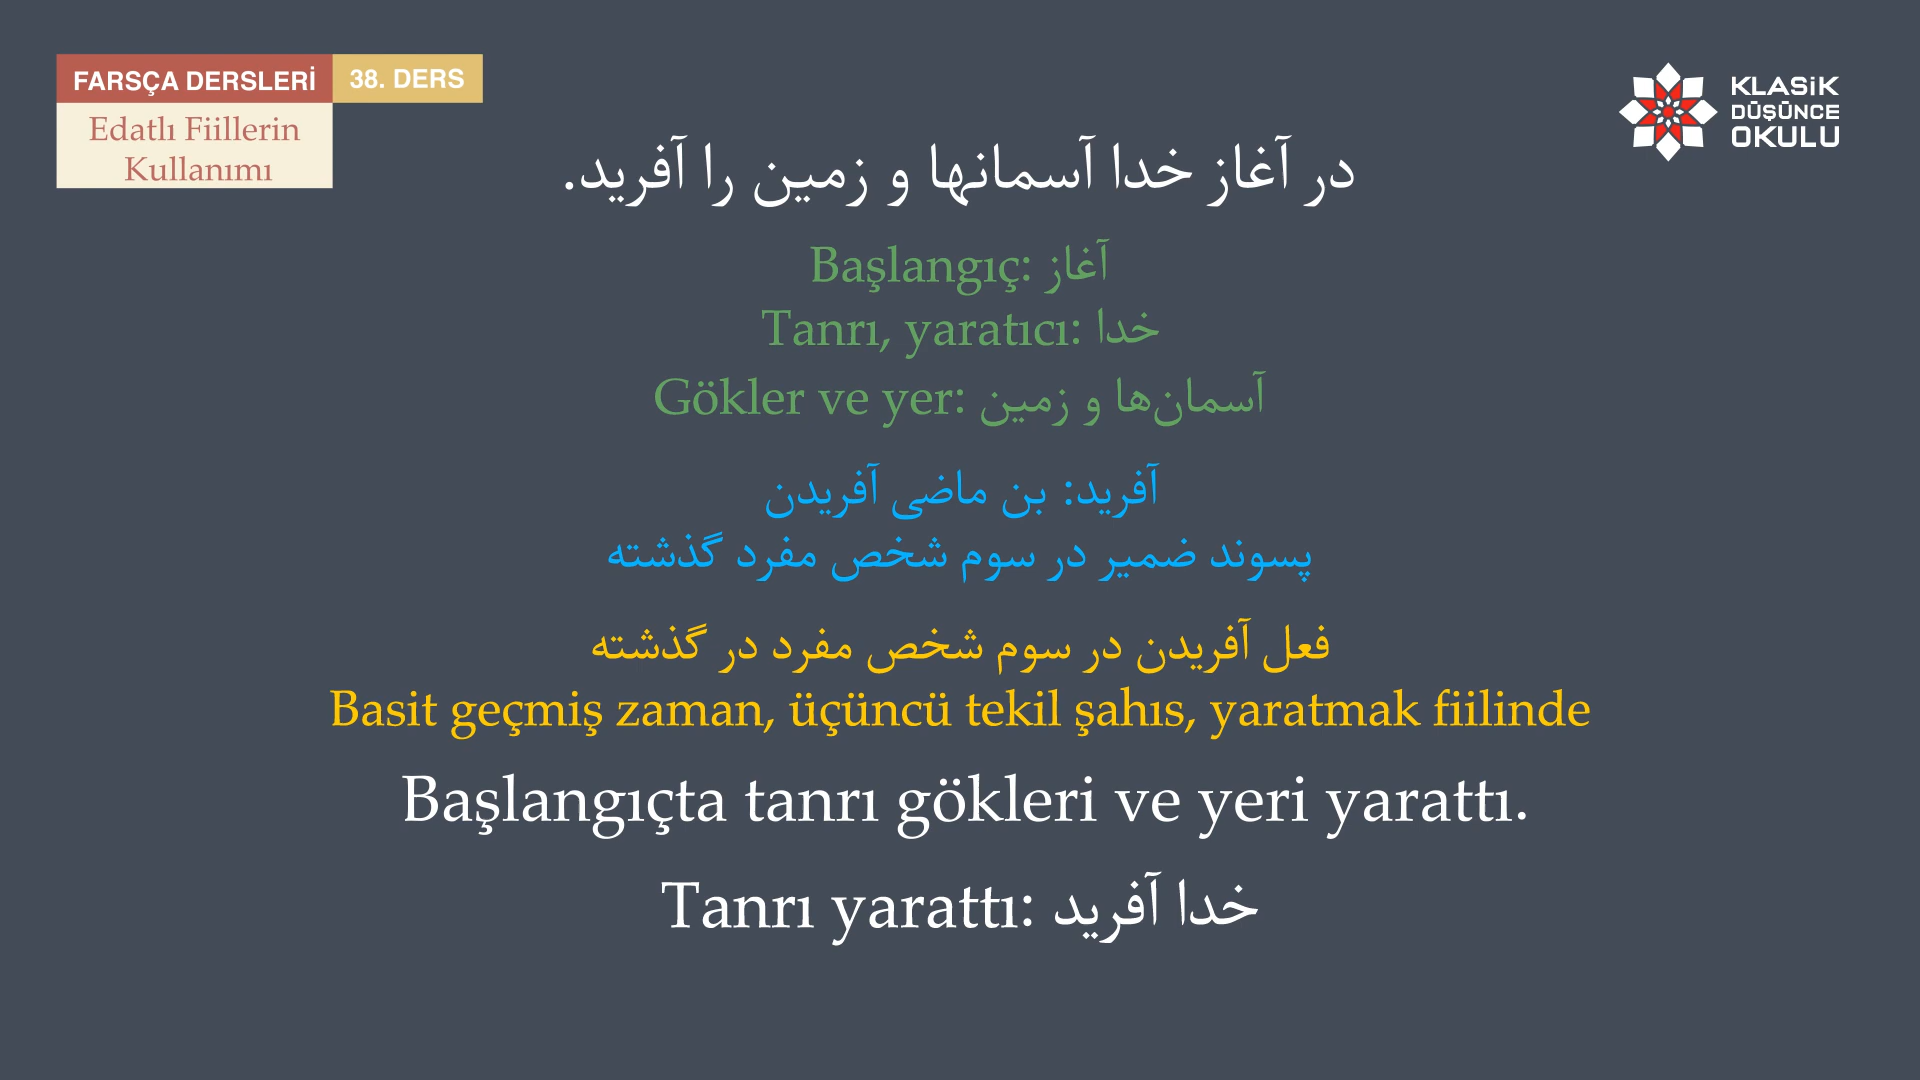 FARSÇA DERSLERİ
38. DERS
Edatlı Fiillerin
Kullanımı
KLASiK
DÜŞÜNCE
OKULU
در آغاز خدا آسمانها و زمین را آفرید.
Başlangıç: آغاز
Tanrı, yaratıcı: خدا
Gökler ve yer: آسمان‌ها و زمین
آفرید: بن ماضی آفریدن
پسوند ضمیر در سوم شخص مفرد گذشته
فعل آفریدن در سوم شخص مفرد در گذشته
Basit geçmiş zaman, üçüncü tekil şahıs, yaratmak fiilinde
Başlangıçta tanrı gökleri ve yeri yarattı.
Tanrı yarattı: خدا آفرید